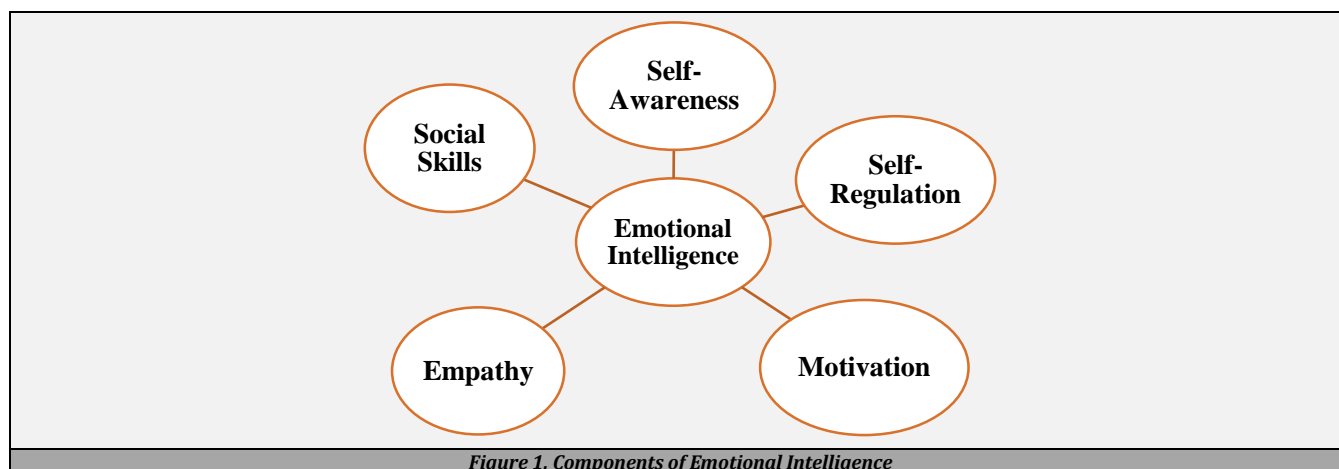 Self-
Awareness
Social
Skills
Self-
Regulation
Emotional
Intelligence
Empathy
Motivation
Figure 1. Components of Emotional Intelligence